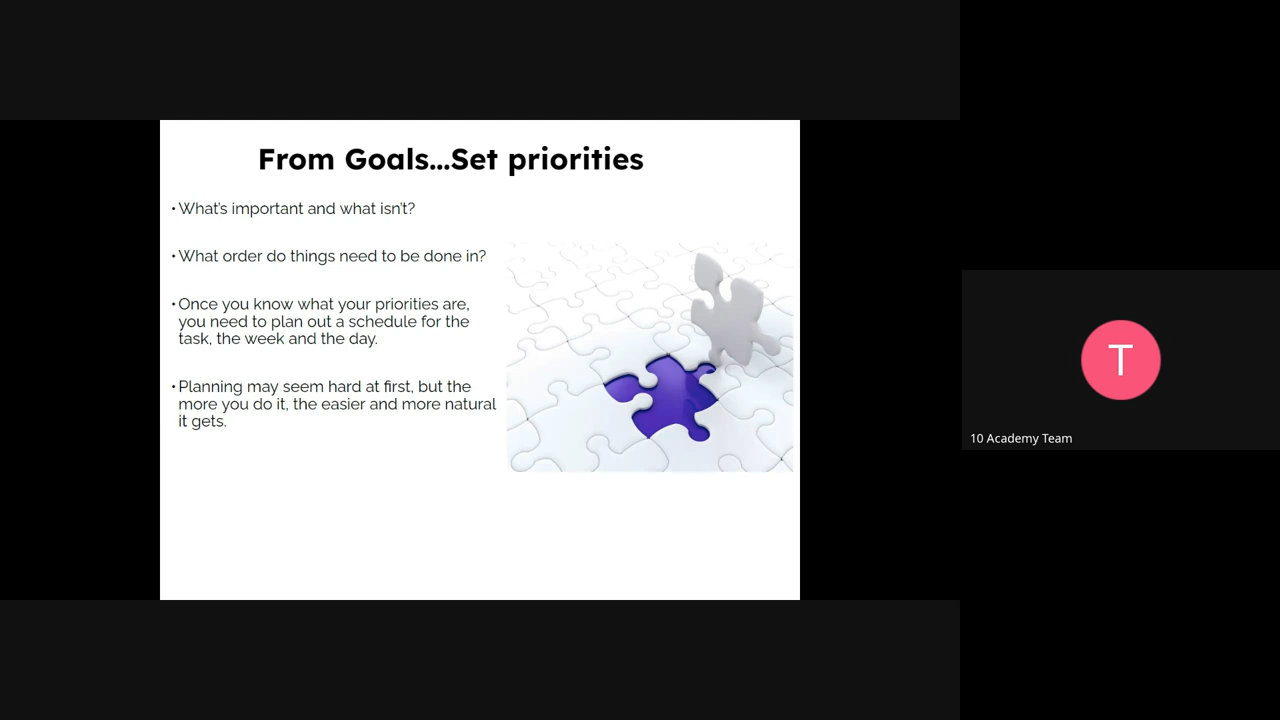 From Goals...Set priorities
• What's important and what isn't?
• What order do things need to be done in?
• Once you know what your priorities are,
you need to plan out a schedule for the
task, the week and the day.
• Planning may seem hard at first, but the
more you do it, the easier and more natural
it gets.
T
10 Academy Team